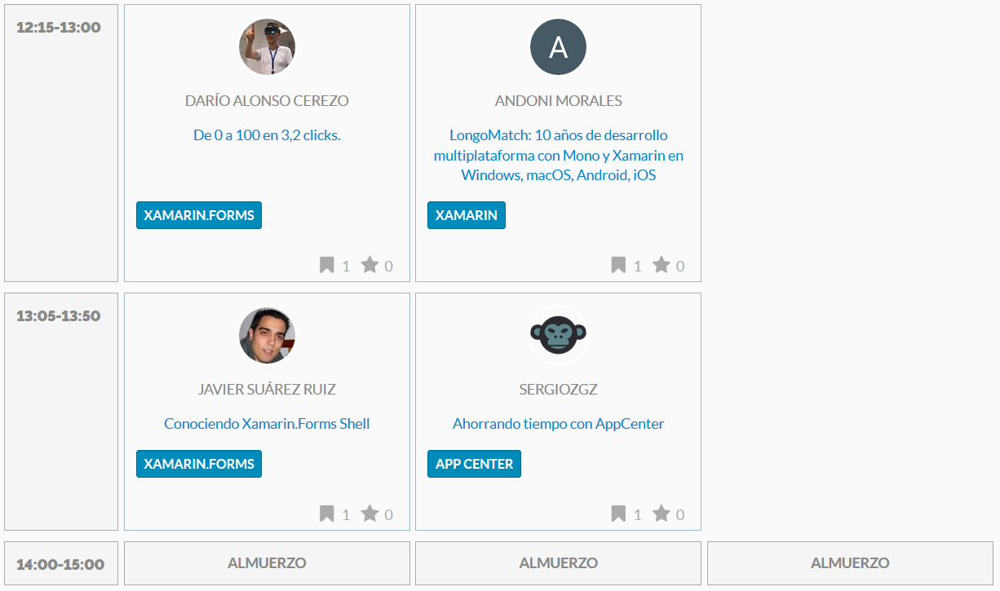 12:15-13:00
A
DARÍO ALONSO CEREZO
ANDONI MORALES
De 0 a 100 en 3,2 clicks.
LongoMatch: 10 años de desarrollo
multiplataforma con Mono y Xamarin en
Windows, macOS, Android, iOS
XAMARIN.FORMS
XAMARIN
1 0
1 0
13:05-13:50
JAVIER SUÁREZ RUIZ
SERGIOZGZ
Conociendo Xamarin.Forms Shell
Ahorrando tiempo con AppCenter
XAMARIN.FORMS
APP CENTER
1 0
1 0
14:00-15:00
ALMUERZO
ALMUERZO
ALMUERZO